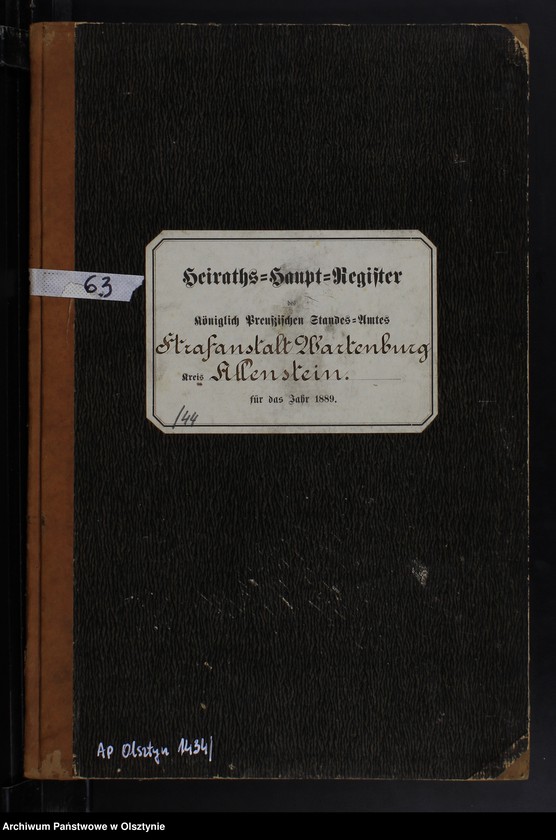 63
Heiraths-Haupt-Register
des
Königlich Preußischen Standes-Amtes
Strafanstalt Wartenburg
Kreis Allenstein.
für das Jahr 1889.
/44
AP Olsztyn 1434/
Archiwum Państwowe w Olsztynie